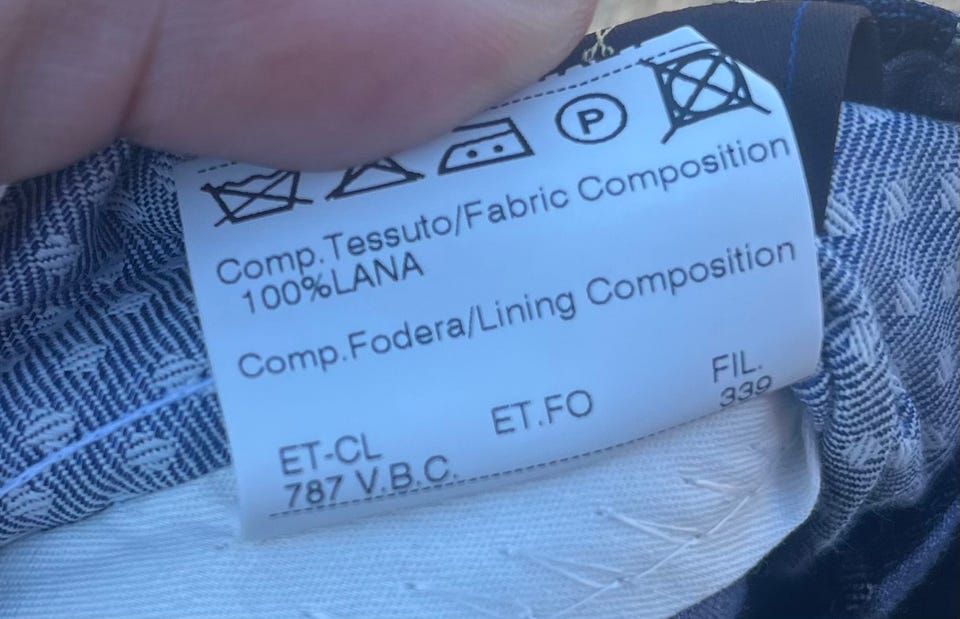 P
Comp.Tessuto/Fabric Composition
100%LANA
Comp.Fodera/Lining Composition
ET-CL ET.FO FIL.
787 V.B.C. 339